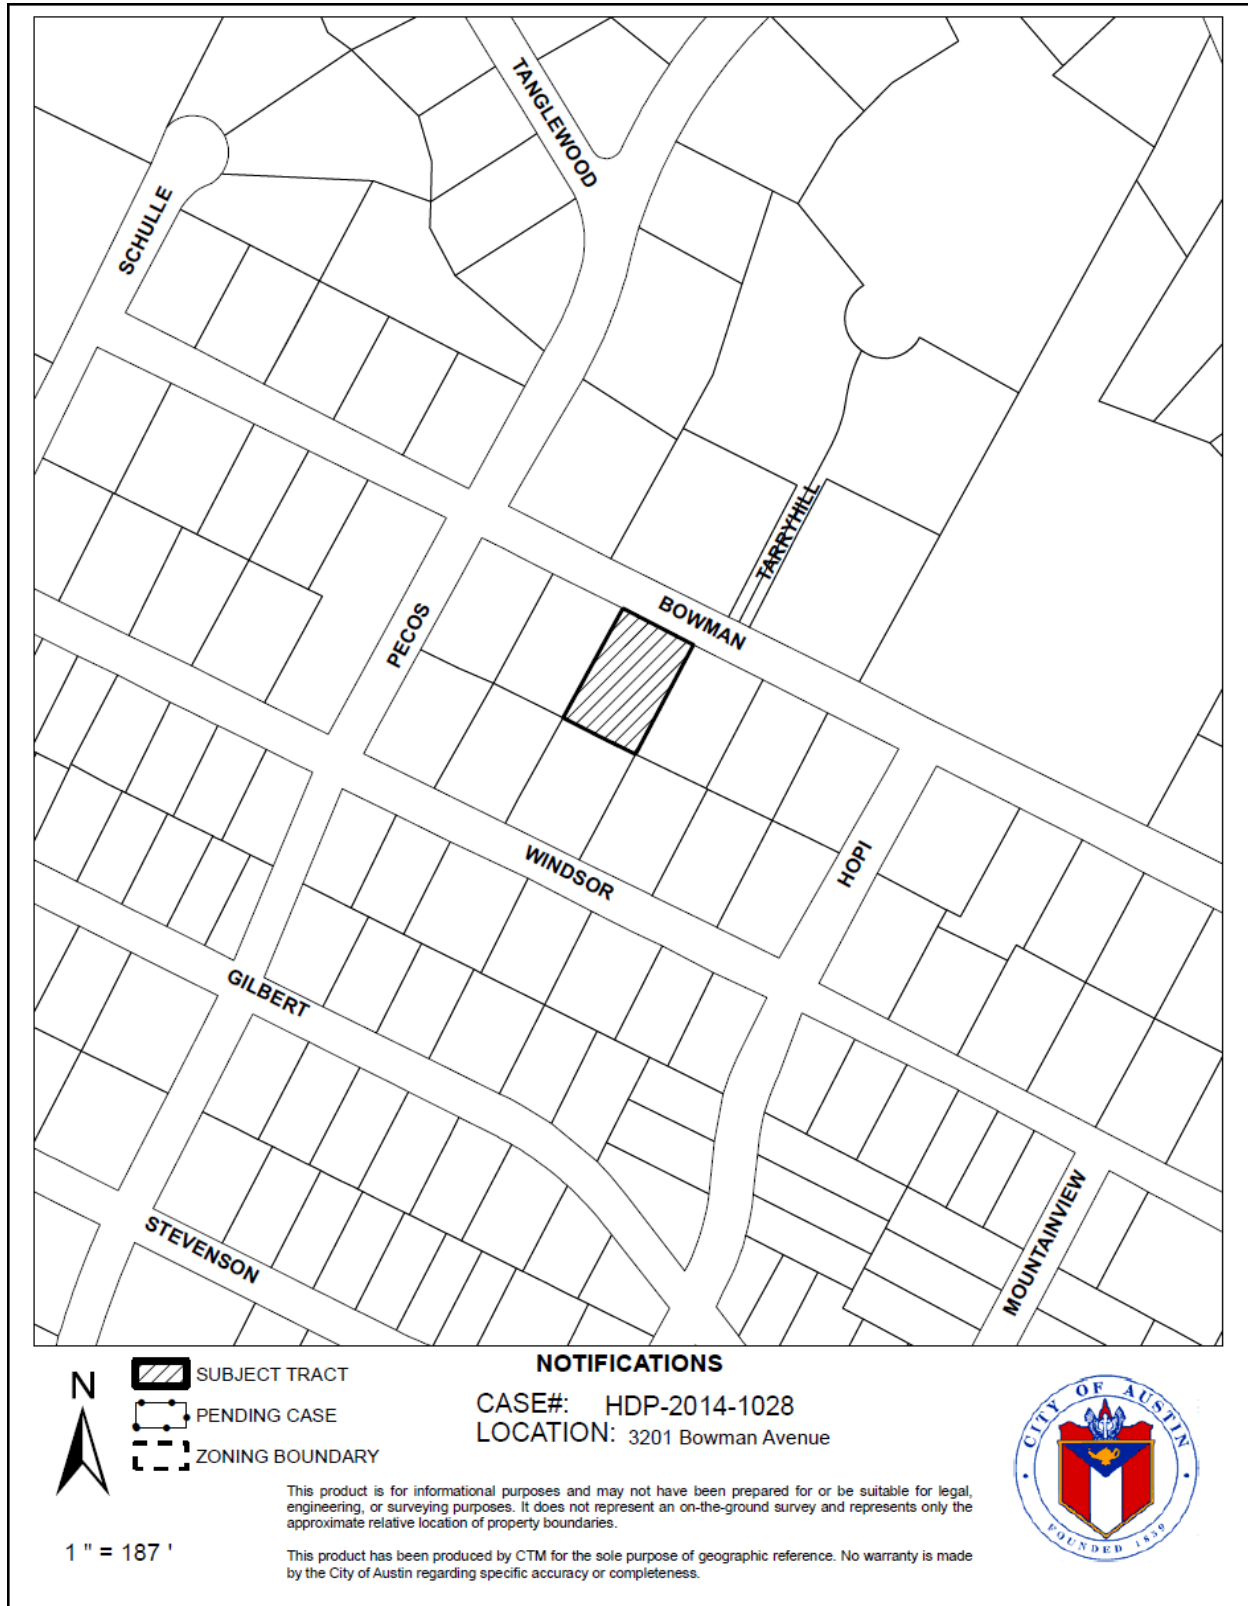 TANGLEWOOD
SCHULLE
TARRYHILL
BOWMAN
PECOS
WINDSOR
HOPI
GILBERT
MOUNTAINVIEW
STEVENSON
N
1 " = 187 '
SUBJECT TRACT
PENDING CASE
ZONING BOUNDARY
NOTIFICATIONS
CASE#: HDP-2014-1028
LOCATION: 3201 Bowman Avenue
This product is for informational purposes and may not have been prepared for or be suitable for legal,
engineering, or surveying purposes. It does not represent an on-the-ground survey and represents only the
approximate relative location of property boundaries.
This product has been produced by CTM for the sole purpose of geographic reference. No warranty is made
by the City of Austin regarding specific accuracy or completeness.
CITY OF AUSTIN
FOUNDED 1839